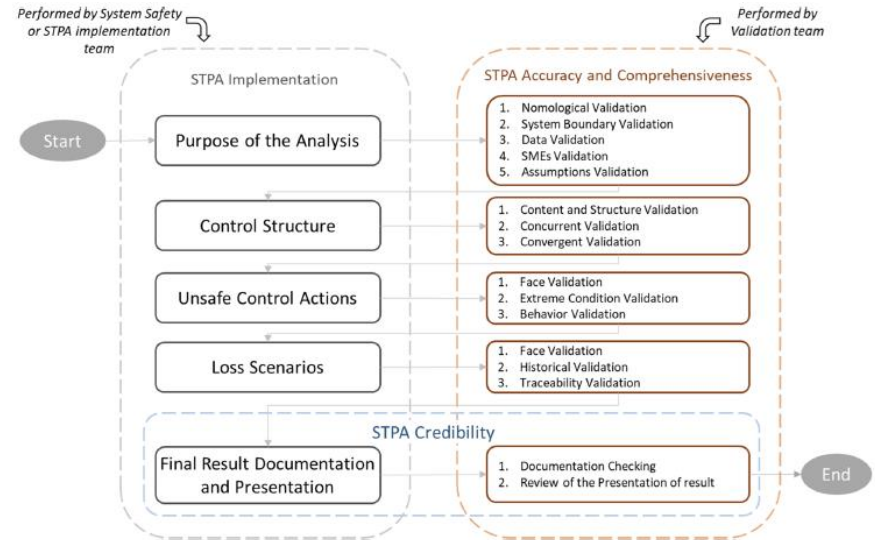 Performed by System Safety
or STPA implementation
team
Performed by
Validation team
STPA Implementation
STPA Accuracy and Comprehensiveness
Start
Purpose of the Analysis
1. Nomological Validation
2. System Boundary Validation
3. Data Validation
4. SMEs Validation
5. Assumptions Validation
Control Structure
1. Content and Structure Validation
2. Concurrent Validation
3. Convergent Validation
Unsafe Control Actions
1. Face Validation
2. Extreme Condition Validation
3. Behavior Validation
Loss Scenarios
1. Face Validation
2. Historical Validation
3. Traceability Validation
STPA Credibility
Final Result Documentation
and Presentation
1. Documentation Checking
2. Review of the Presentation of result
End